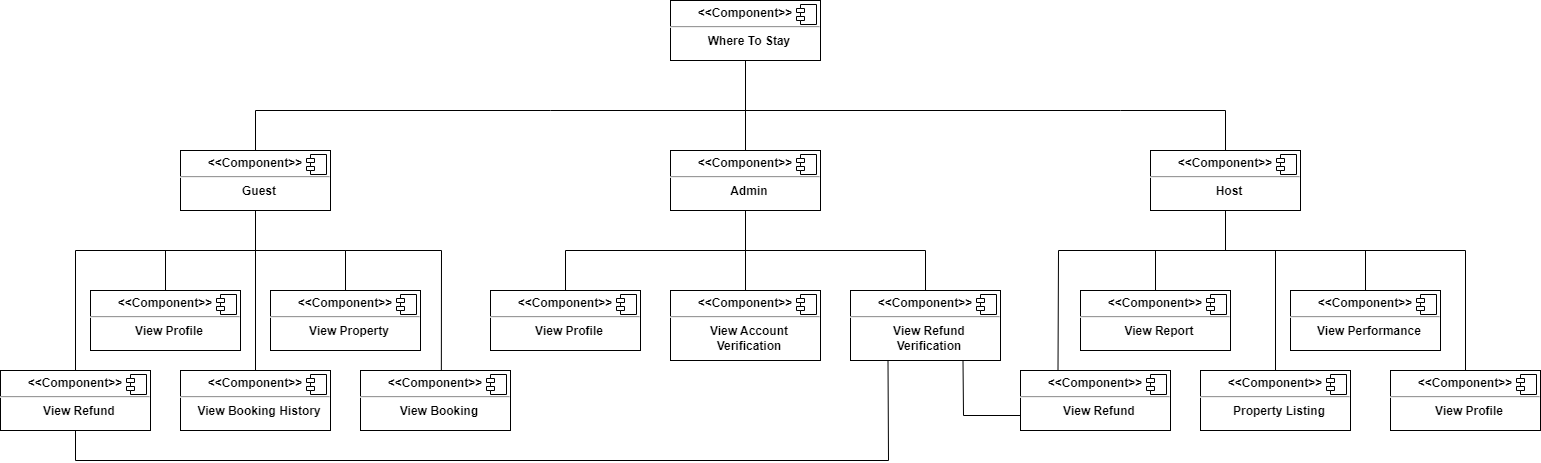 <<Component>>
Where To Stay
<<Component>>
Guest
<<Component>>
Admin
<<Component>>
Host
<<Component>>
View Profile
<<Component>>
View Property
<<Component>>
View Profile
<<Component>>
View Account
Verification
<<Component>>
View Refund
Verification
<<Component>>
View Report
<<Component>>
View Performance
<<Component>>
View Refund
<<Component>>
View Booking History
<<Component>>
View Booking
<<Component>>
View Refund
<<Component>>
Property Listing
<<Component>>
View Profile